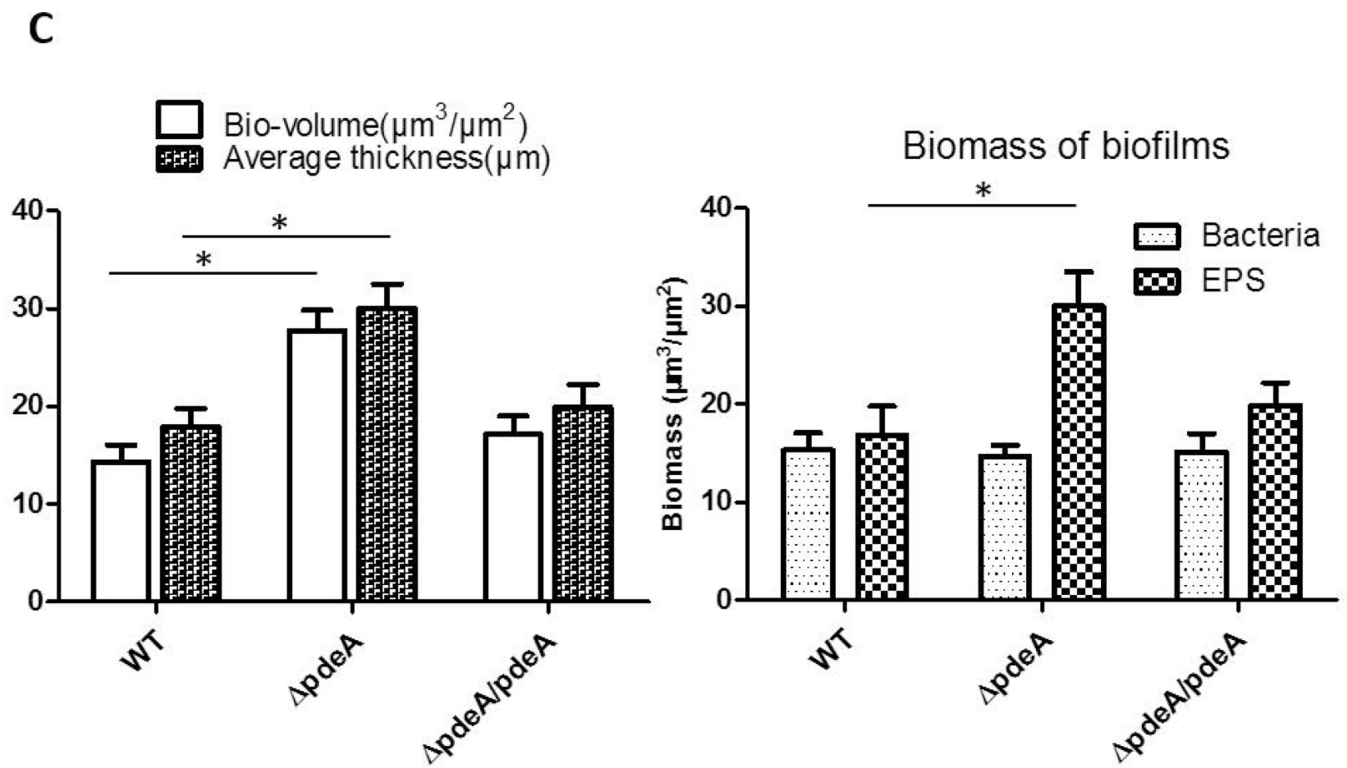 C
Bio-volume(µm³/µm²)
Average thickness(µm)
40
30
20
10
0
*
*
WT
ΔpdeA
ΔpdeA/pdeA
Biomass of biofilms
Biomass (µm³/µm²)
40
30
20
10
0
*
Bacteria
EPS
WT
ΔpdeA
ΔpdeA/pdeA